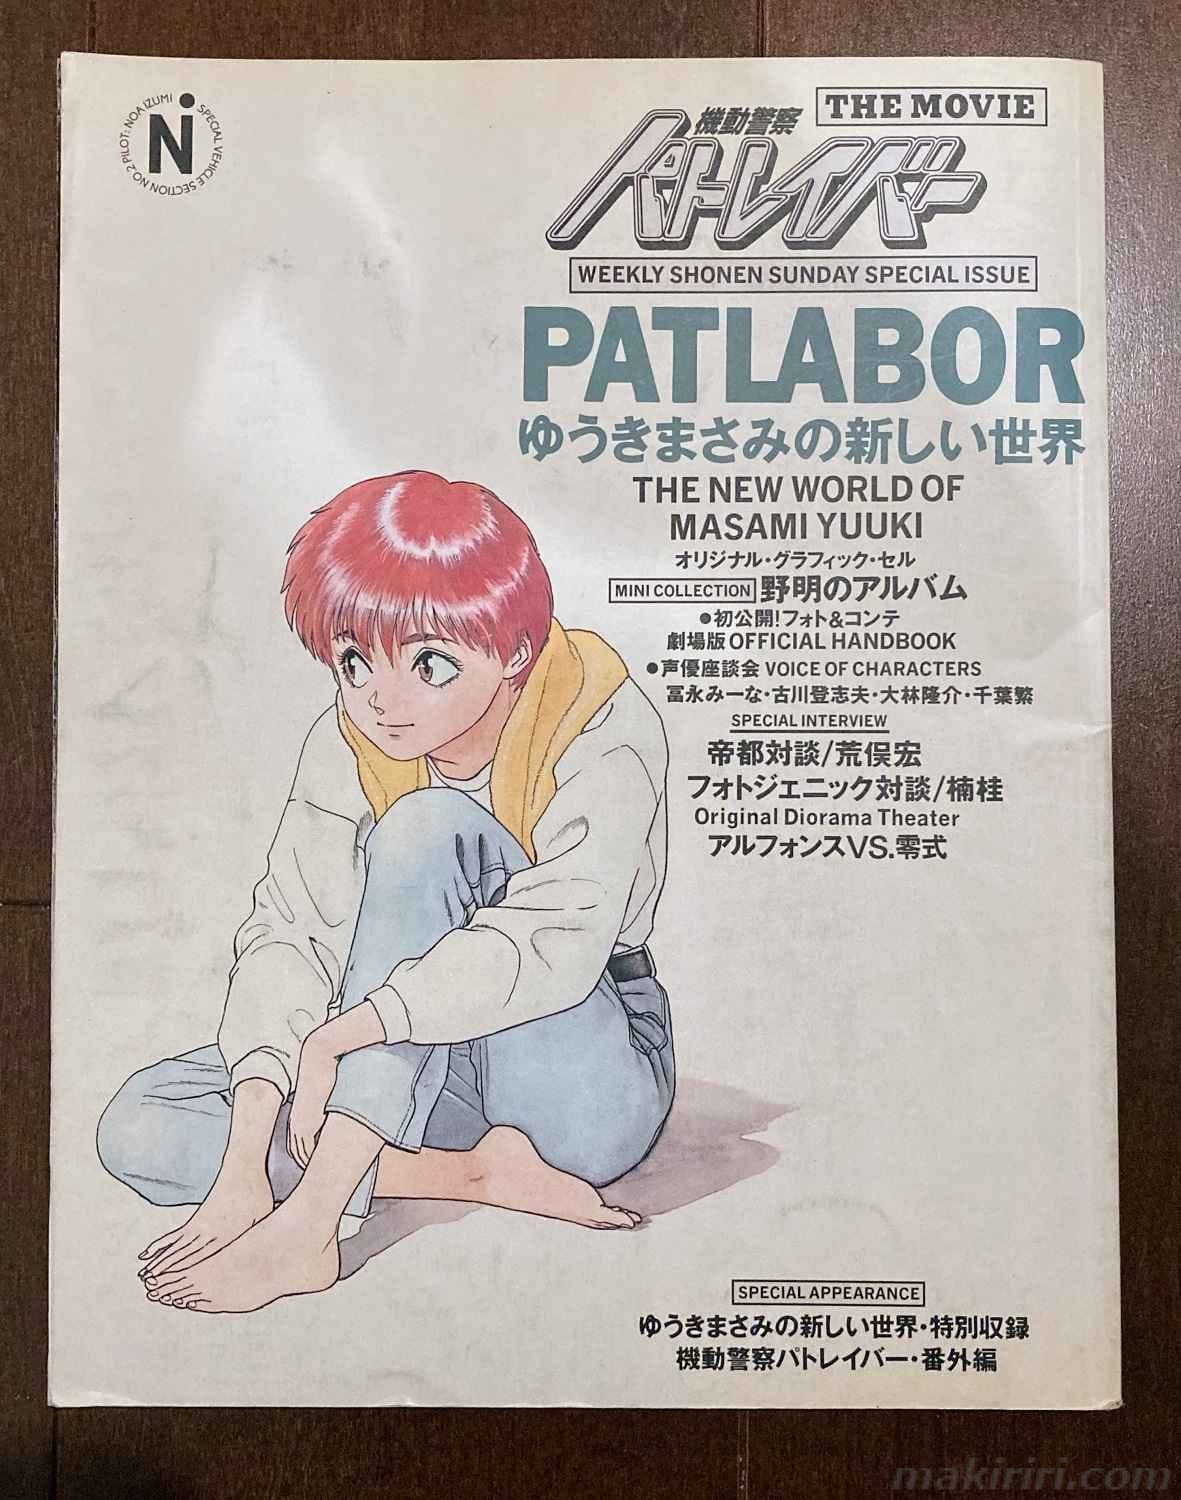 SPECIAL VEHICLE SECTION NO.2 PILOT: NOA IZUMI
Ni
THE MOVIE
機動警察
パトレイバー
WEEKLY SHONEN SUNDAY SPECIAL ISSUE
PATLABOR
ゆうきまさみの新しい世界
THE NEW WORLD OF
MASAMI YUUKI
オリジナル・グラフィック・セル
MINI COLLECTION 野明のアルバム
●初公開!フォト&コンテ
劇場版 OFFICIAL HANDBOOK
●声優座談会 VOICE OF CHARACTERS
冨永みーな・古川登志夫・大林隆介・千葉繁
SPECIAL INTERVIEW
帝都対談/荒俣宏
フォトジェニック対談/楠桂
Original Diorama Theater
アルフォンスVS.零式
SPECIAL APPEARANCE
ゆうきまさみの新しい世界・特別収録
機動警察パトレイバー・番外編
makiriri.com